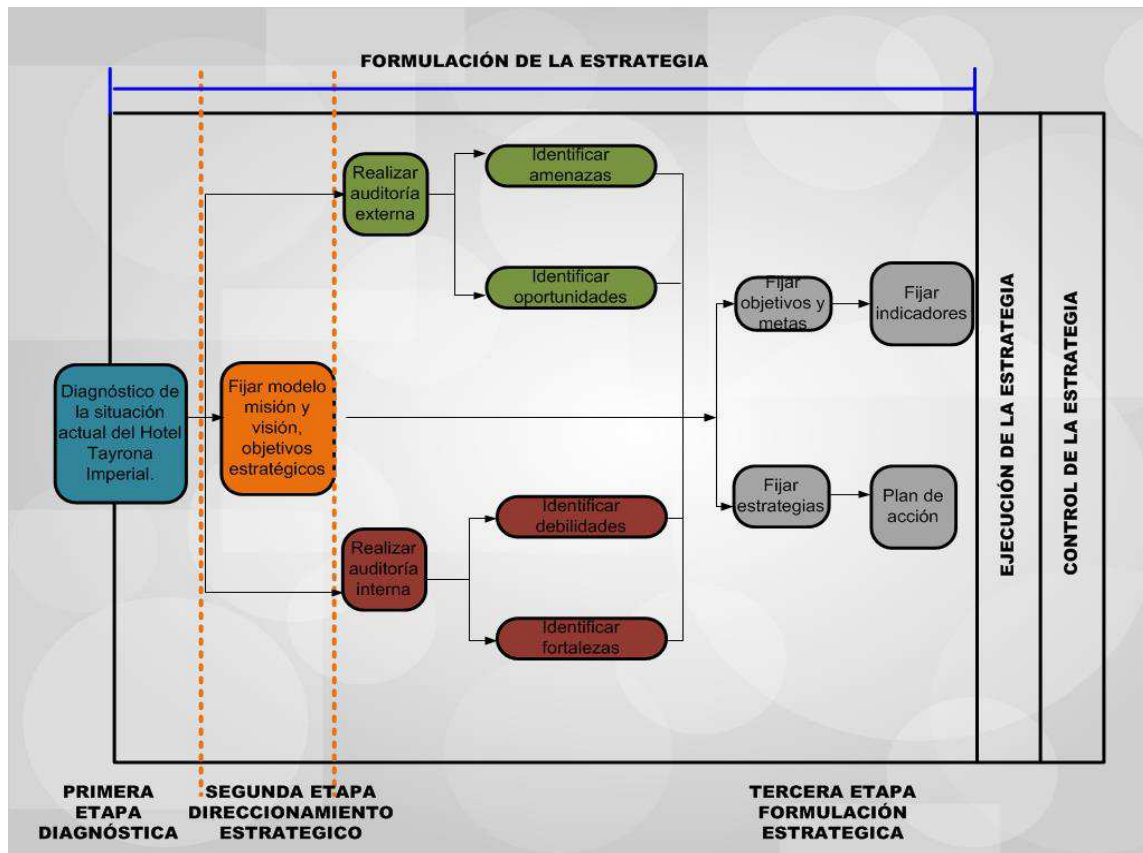 FORMULACIÓN DE LA ESTRATEGIA
Realizar
auditoría
externa
Identificar
amenazas
Identificar
oportunidades
Diagnóstico de
la situación
actual del Hotel
Tayrona
Imperial.
Fijar modelo
misión y
visión,
objetivos
estratégicos
Realizar
auditoría
interna
Identificar
debilidades
Identificar
fortalezas
Fijar
objetivos y
metas
Fijar
indicadores
Fijar
estrategias
Plan de
acción
EJECUCIÓN DE LA ESTRATEGIA
CONTROL DE LA ESTRATEGIA
PRIMERA
ETAPA
DIAGNÓSTICA
SEGUNDA ETAPA
DIRECCIONAMIENTO
ESTRATEGICO
TERCERA ETAPA
FORMULACIÓN
ESTRATEGICA